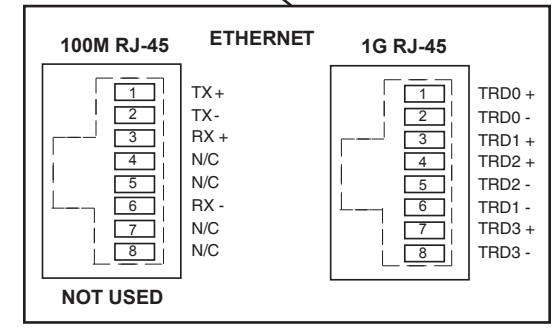 ETHERNET
100M RJ-45
1 TX+
2 TX-
3 RX +
4 N/C
5 N/C
6 RX -
7 N/C
8 N/C
NOT USED
1G RJ-45
1 TRD0 +
2 TRD0 -
3 TRD1 +
4 TRD2 +
5 TRD2 -
6 TRD1 -
7 TRD3 +
8 TRD3 -